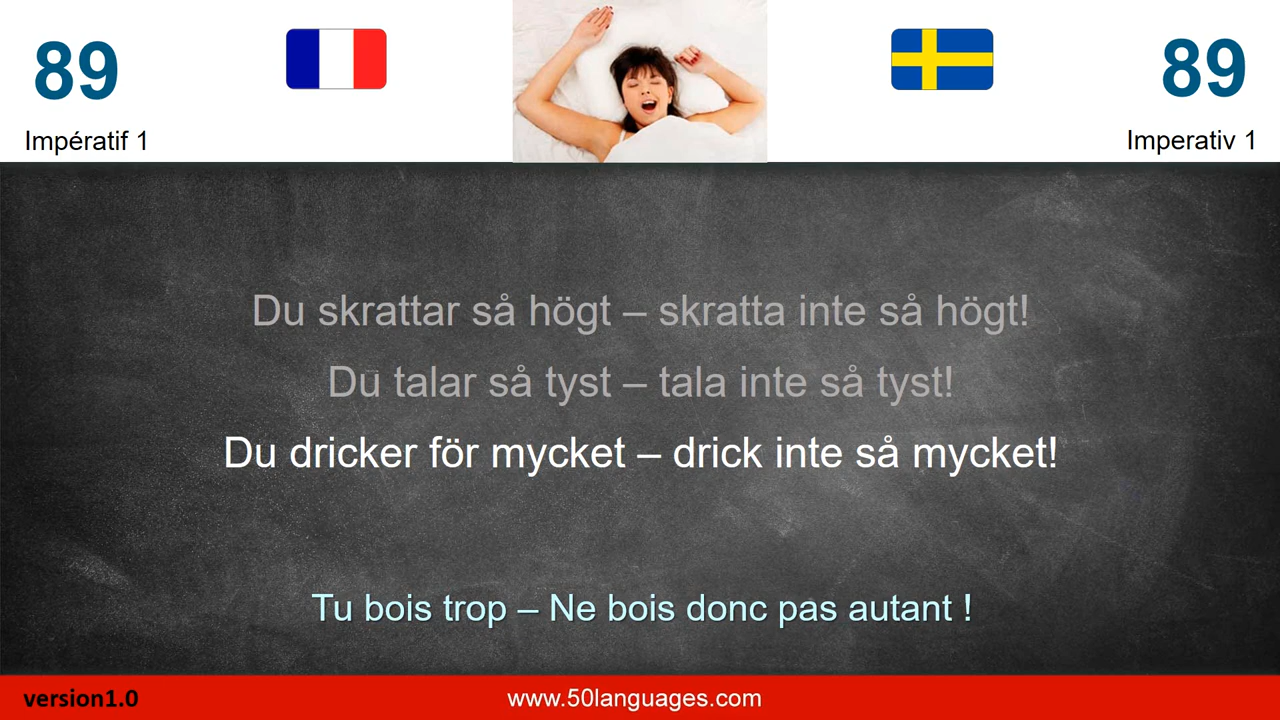 89
89
Impératif 1
Imperativ 1
Du skrattar så högt – skratta inte så högt!
Du talar så tyst – tala inte så tyst!
Du dricker för mycket – drick inte så mycket!
Tu bois trop – Ne bois donc pas autant !
version1.0
www.50languages.com